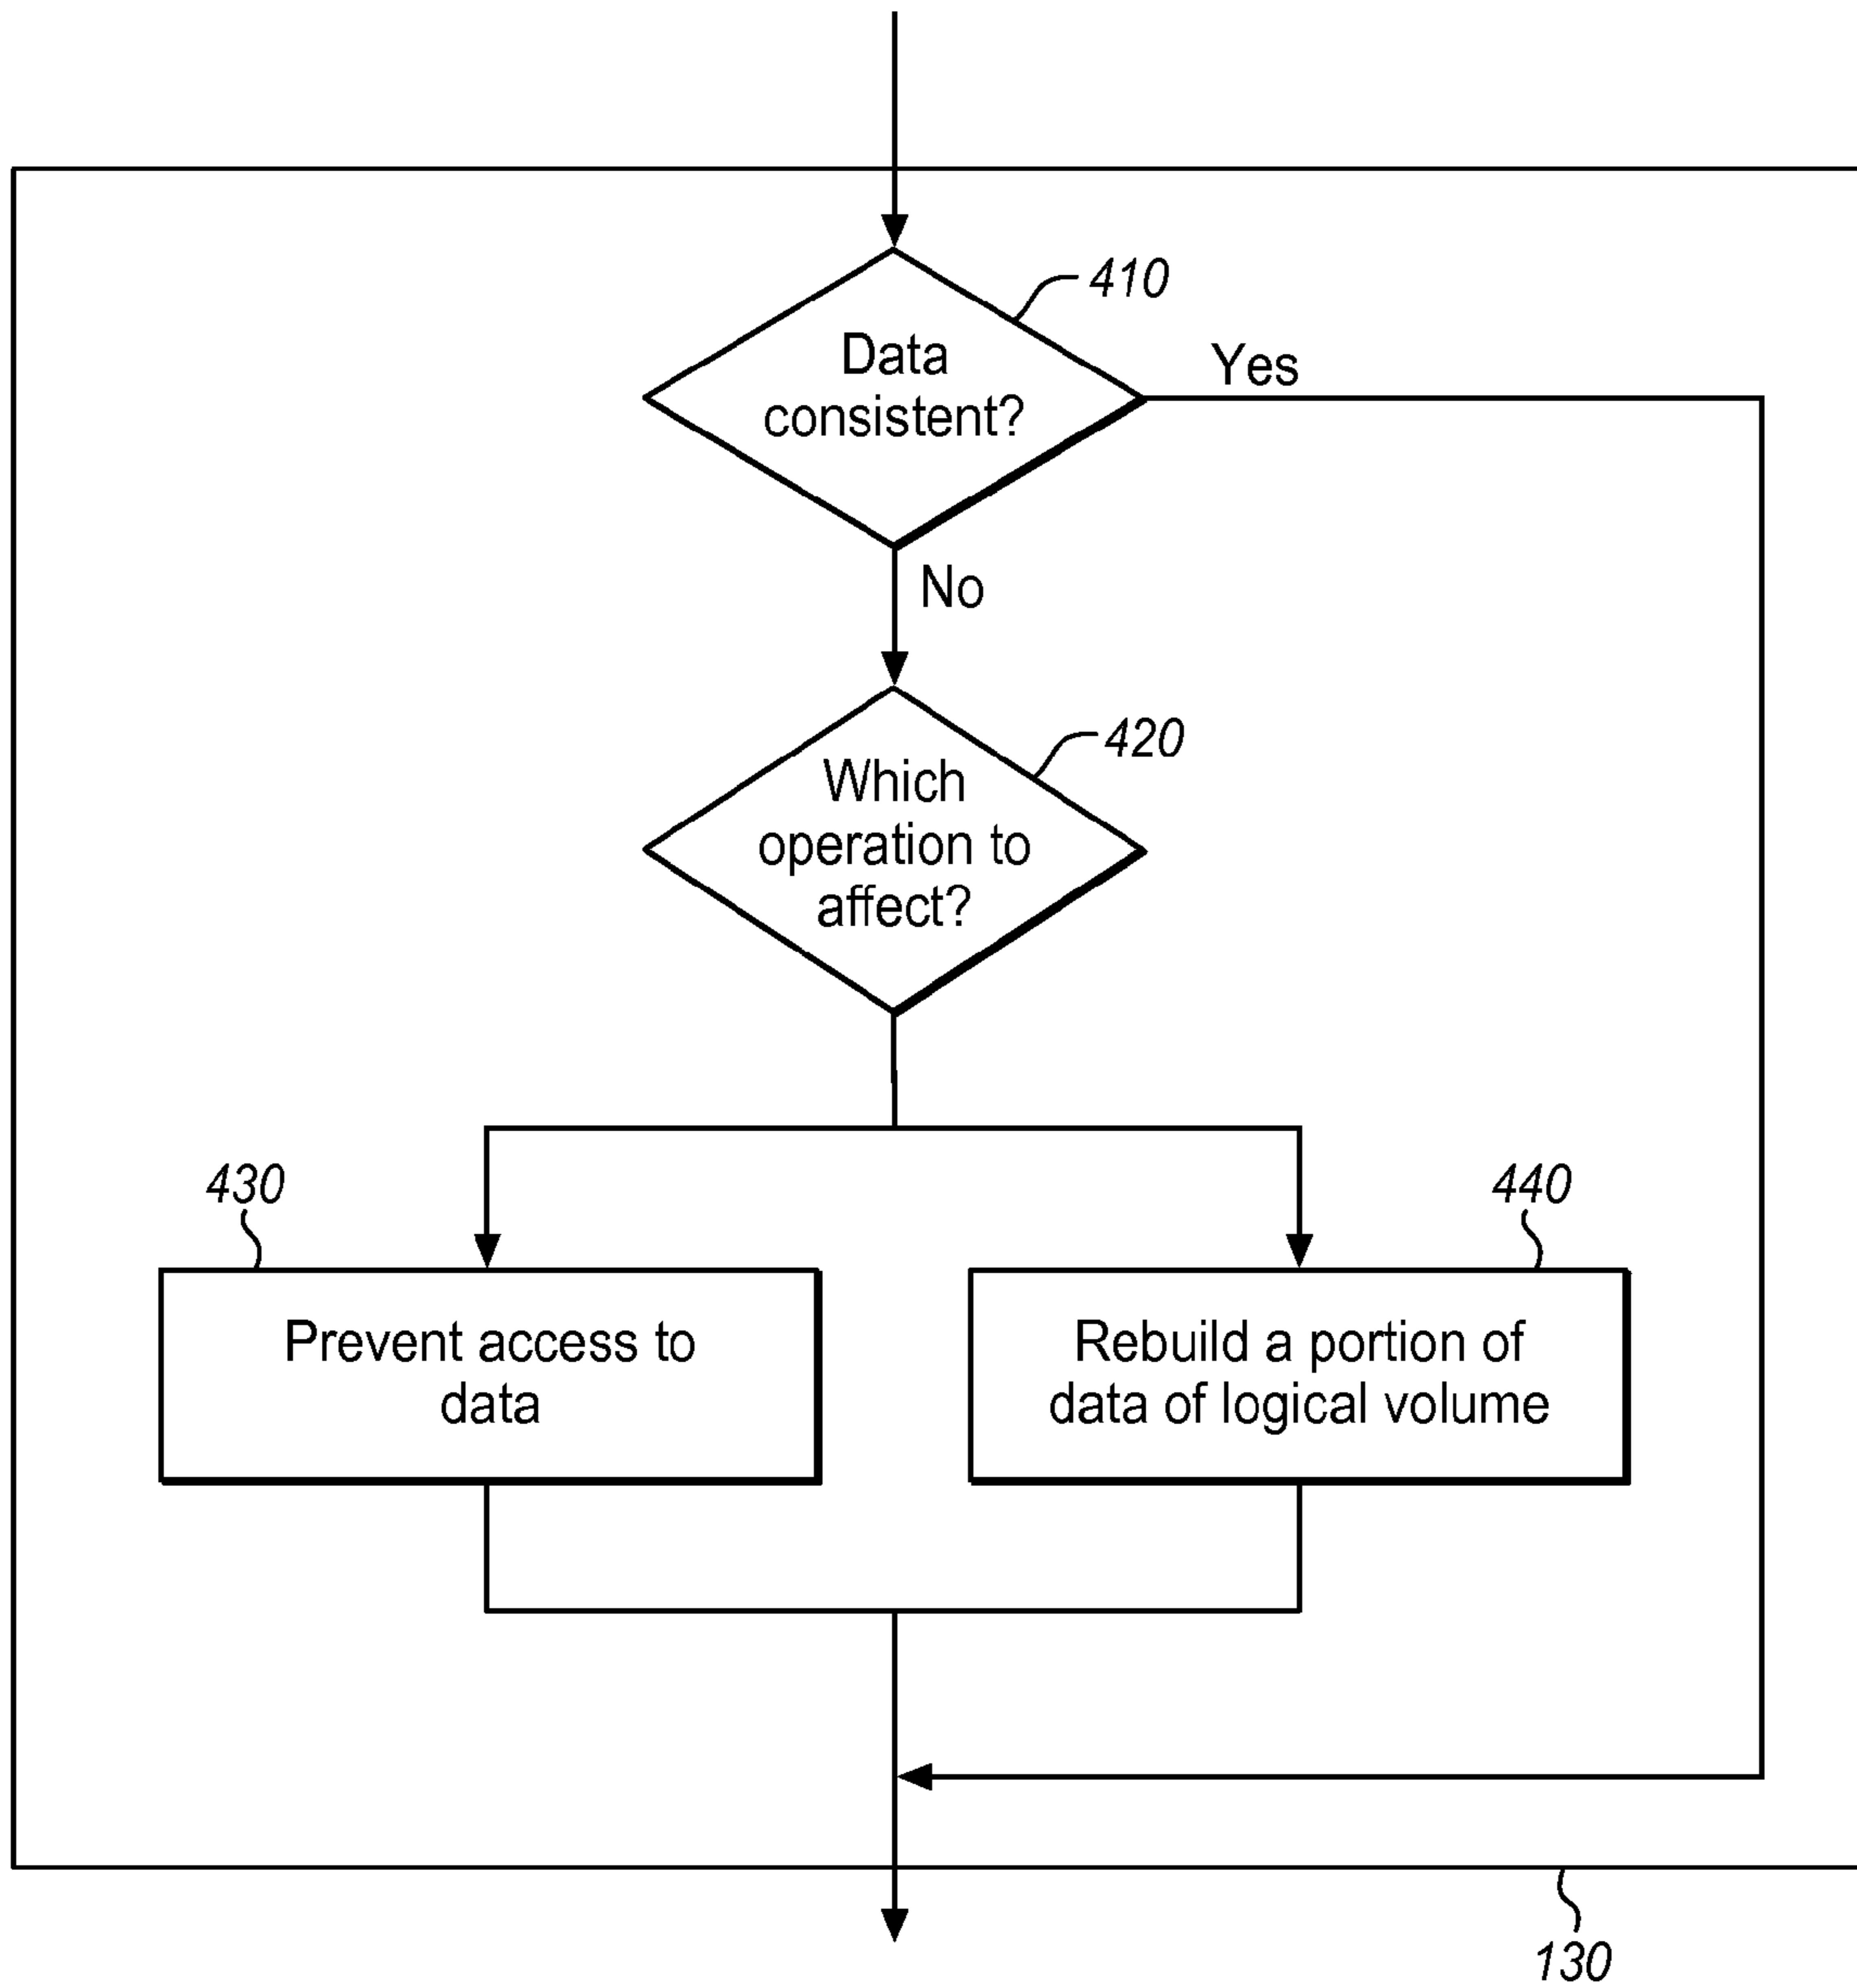 410
Data
consistent?
Yes
No
420
Which
operation to
affect?
430
440
Prevent access to
data
Rebuild a portion of
data of logical volume
130